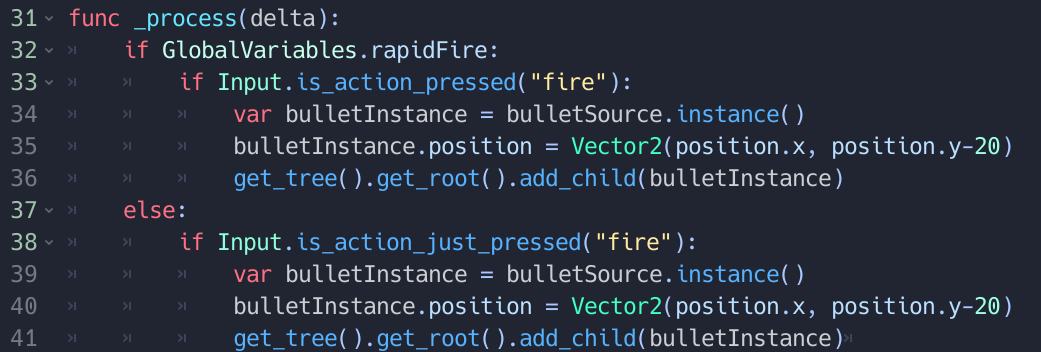 31 func _process(delta):
32 if GlobalVariables.rapidFire:
33 if Input.is_action_pressed("fire"):
34 var bulletInstance = bulletSource.instance()
35 bulletInstance.position = Vector2(position.x, position.y-20)
36 get_tree().get_root().add_child(bulletInstance)
37 else:
38 if Input.is_action_just_pressed("fire"):
39 var bulletInstance = bulletSource.instance()
40 bulletInstance.position = Vector2(position.x, position.y-20)
41 get_tree().get_root().add_child(bulletInstance)